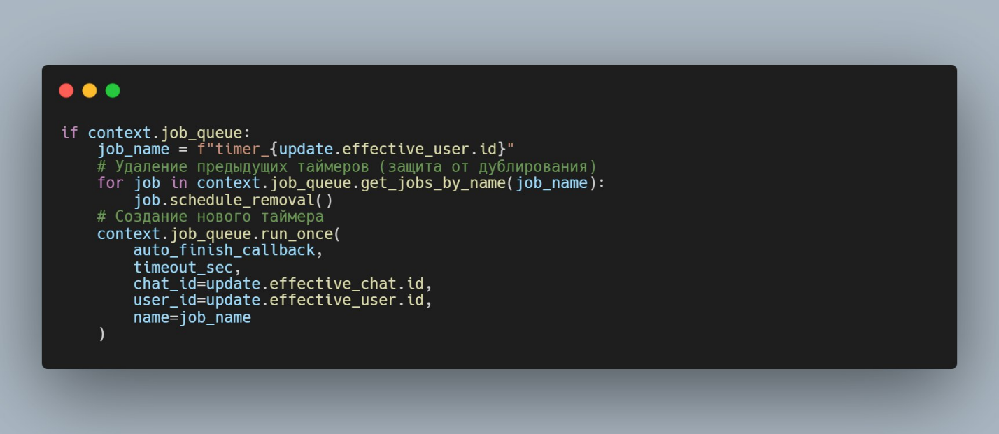 if context.job_queue:
    job_name = f"timer_{update.effective_user.id}"
    # Удаление предыдущих таймеров (защита от дублирования)
    for job in context.job_queue.get_jobs_by_name(job_name):
        job.schedule_removal()
    # Создание нового таймера
    context.job_queue.run_once(
        auto_finish_callback,
        timeout_sec,
        chat_id=update.effective_chat.id,
        user_id=update.effective_user.id,
        name=job_name
    )